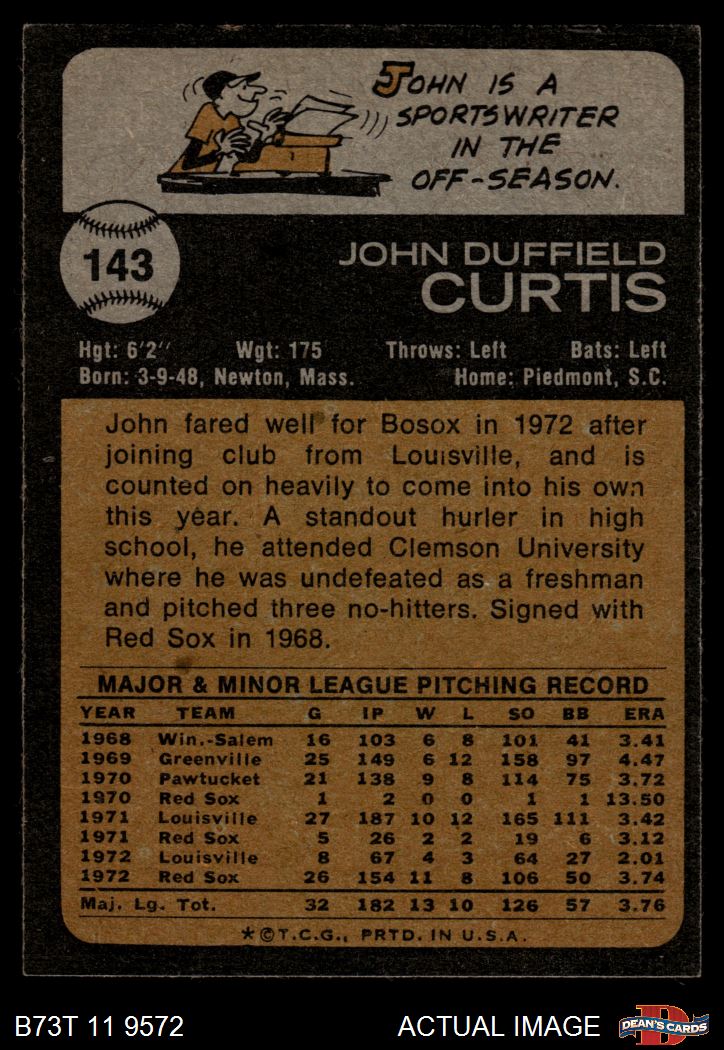 JOHN IS A
SPORTSWRITER
IN THE
OFF-SEASON.
143
JOHN DUFFIELD
CURTIS
Hgt: 6'2" Wgt: 175 Throws: Left Bats: Left
Born: 3-9-48, Newton, Mass. Home: Piedmont, S.C.
John fared well for Bosox in 1972 after
joining club from Louisville, and is
counted on heavily to come into his own
this year. A standout hurler in high
school, he attended Clemson University
where he was undefeated as a freshman
and pitched three no-hitters. Signed with
Red Sox in 1968.
MAJOR & MINOR LEAGUE PITCHING RECORD
YEAR TEAM G IP W L SO BB ERA
1968 Win.-Salem 16 103 6 8 101 41 3.41
1969 Greenville 25 149 6 12 158 97 4.47
1970 Pawtucket 21 138 9 8 114 75 3.72
1970 Red Sox 1 2 0 0 1 1 13.50
1971 Louisville 27 187 10 12 165 111 3.42
1971 Red Sox 5 26 2 2 19 6 3.12
1972 Louisville 8 67 4 3 64 27 2.01
1972 Red Sox 26 154 11 8 106 50 3.74
Maj. Lg. Tot. 32 182 13 10 126 57 3.76
*©T.C.G., PRTD. IN U.S.A.
B73T 11 9572 ACTUAL IMAGE DEAN'S CARDS